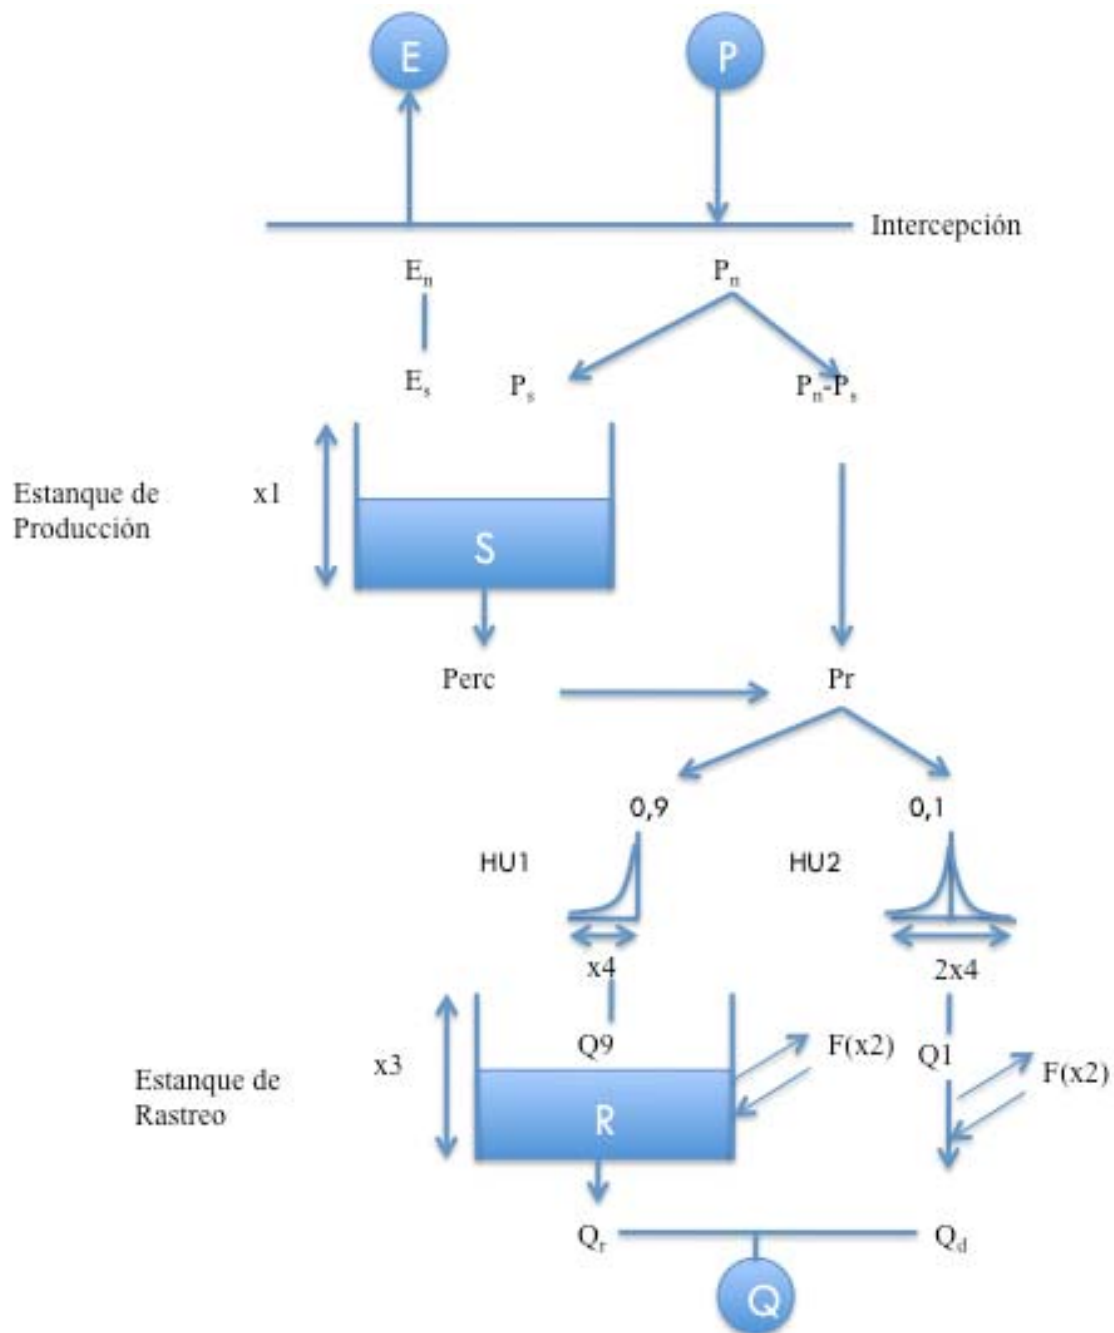 E
P
Intercepción
Eₙ
Pₙ
Eₛ
Pₛ
Pₙ-Pₛ
Estanque de
Producción
x1
S
Perc
Pr
0,9
0,1
HU1
HU2
x4
2x4
Estanque de
Rastreo
x3
Q9
F(x2)
Q1
F(x2)
R
Qᵣ
Q_d
Q